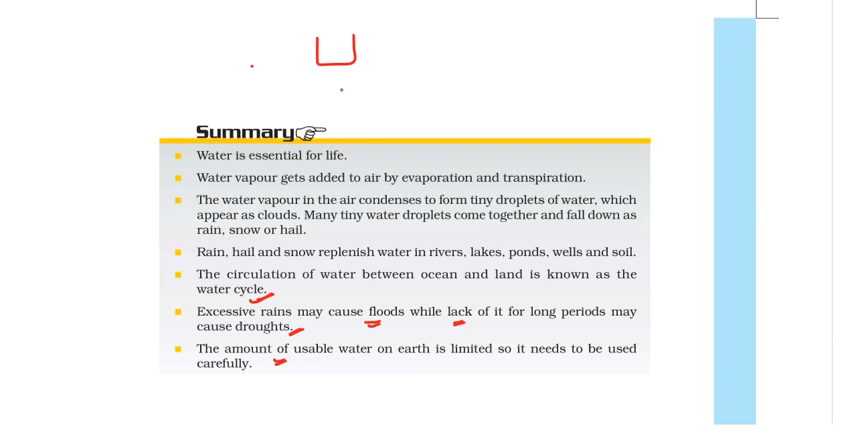 Summary
Water is essential for life.
Water vapour gets added to air by evaporation and transpiration.
The water vapour in the air condenses to form tiny droplets of water, which
appear as clouds. Many tiny water droplets come together and fall down as
rain, snow or hail.
Rain, hail and snow replenish water in rivers, lakes, ponds, wells and soil.
The circulation of water between ocean and land is known as the
water cycle.
Excessive rains may cause floods while lack of it for long periods may
cause droughts.
The amount of usable water on earth is limited so it needs to be used
carefully.